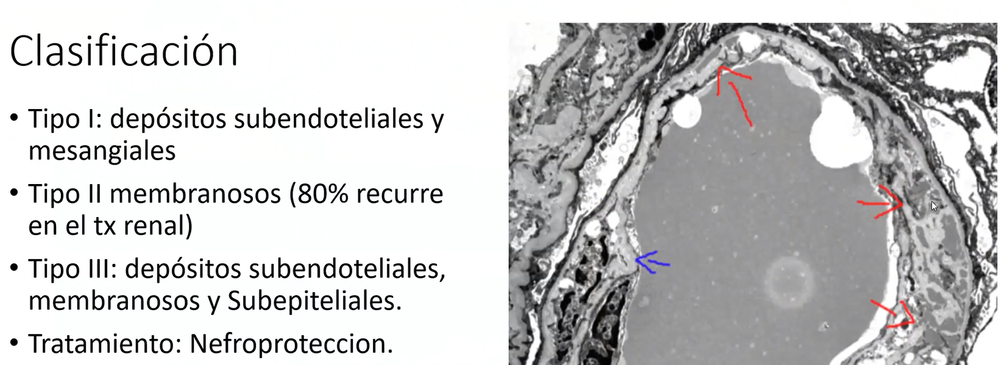 Clasificación
• Tipo I: depósitos subendoteliales y
mesangiales
• Tipo II membranosos (80% recurre
en el tx renal)
• Tipo III: depósitos subendoteliales,
membranosos y Subepiteliales.
• Tratamiento: Nefroproteccion.